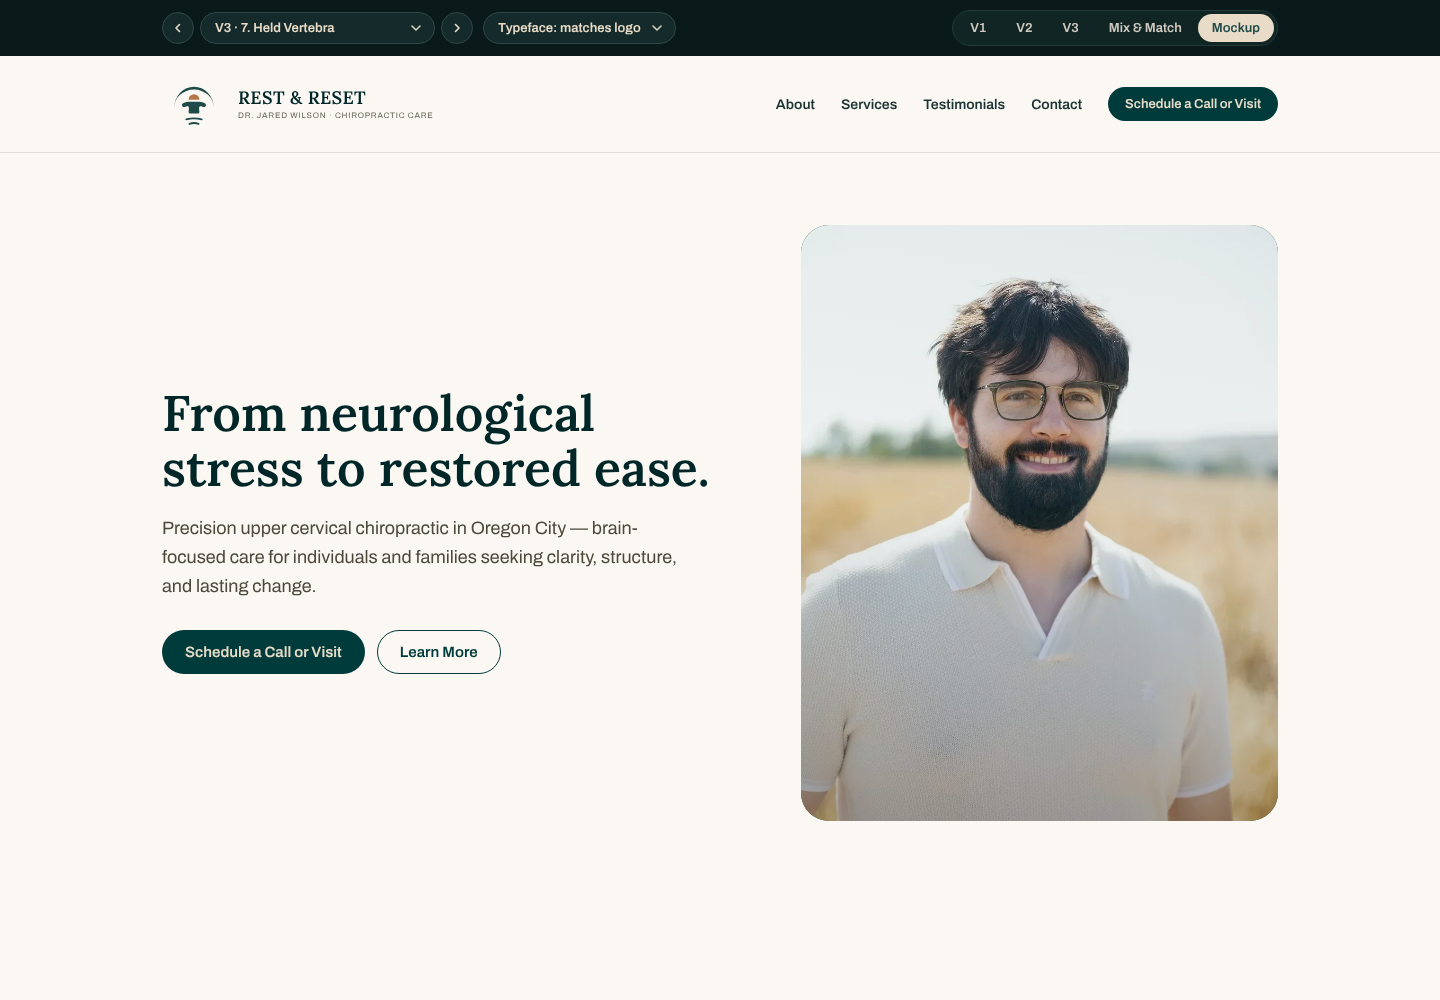 V3 · 7. Held Vertebra
Typeface: matches logo
V1
V2
V3
Mix & Match
Mockup
REST & RESET
DR. JARED WILSON · CHIROPRACTIC CARE
About
Services
Testimonials
Contact
Schedule a Call or Visit
From neurological
stress to restored ease.
Precision upper cervical chiropractic in Oregon City — brain-
focused care for individuals and families seeking clarity, structure,
and lasting change.
Schedule a Call or Visit
Learn More